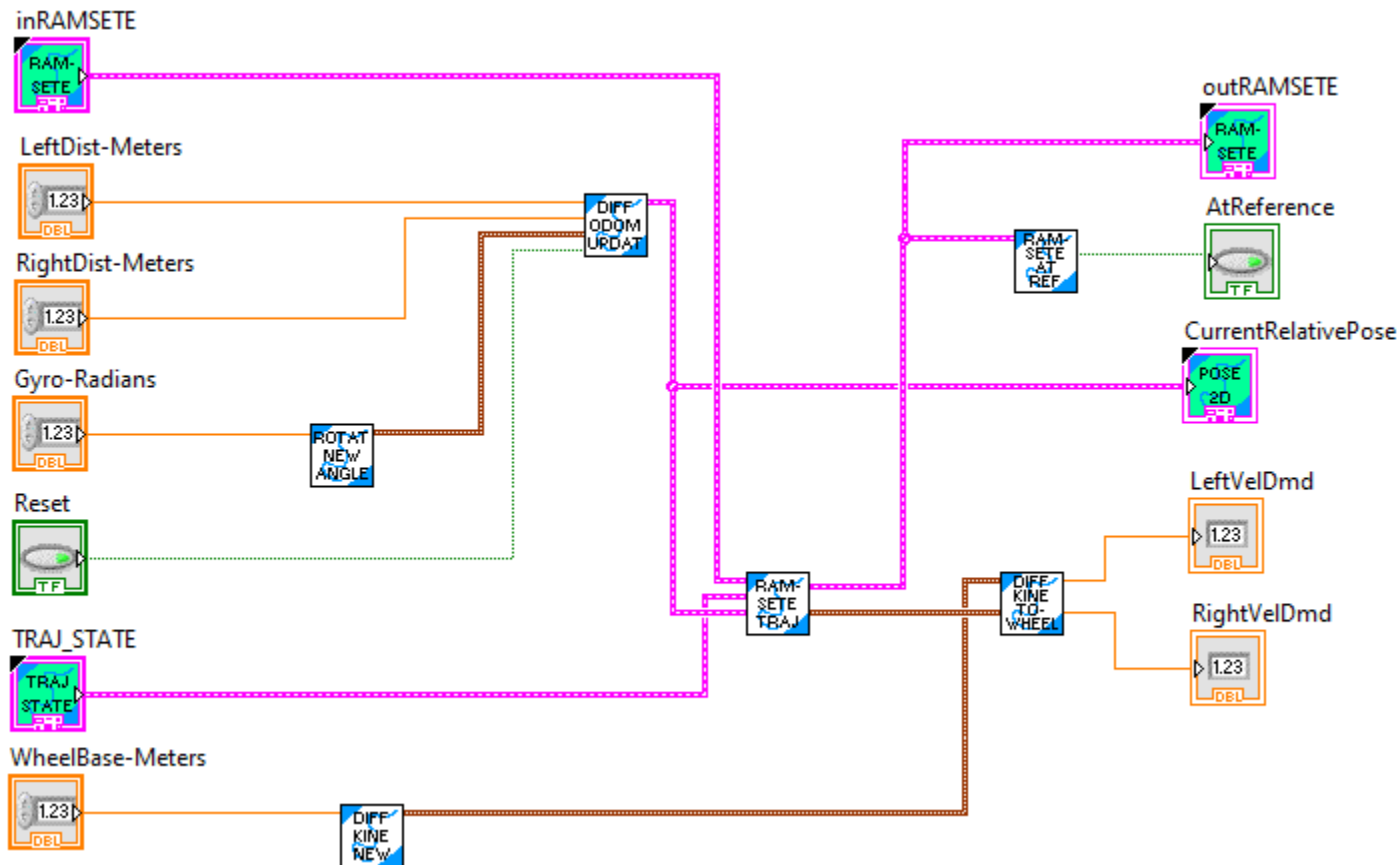 inRAMSETE
RAM-
SETE
LeftDist-Meters
1.23
DBL
RightDist-Meters
1.23
DBL
Gyro-Radians
1.23
DBL
Reset
TF
TRAJ_STATE
TRAJ
STATE
WheelBase-Meters
1.23
DBL
ROTAT
NEW
ANGLE
DIFF
KINE
NEW
DIFF
ODOM
UPDAT
RAM-
SETE
TRAJ
RAM-
SETE
AT
REF
DIFF
KINE
TO-
WHEEL
outRAMSETE
RAM-
SETE
AtReference
TF
CurrentRelativePose
POSE
2D
LeftVelDmd
1.23
DBL
RightVelDmd
1.23
DBL